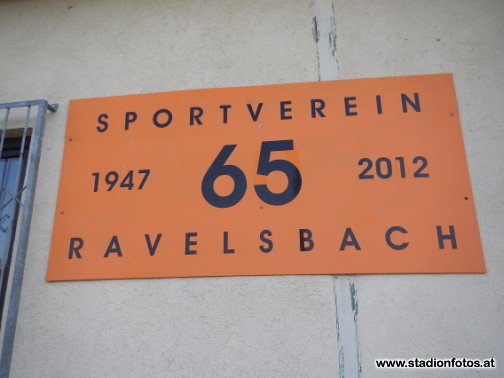 SPORTVEREIN
1947 65 2012
RAVELSBACH
www.stadionfotos.at